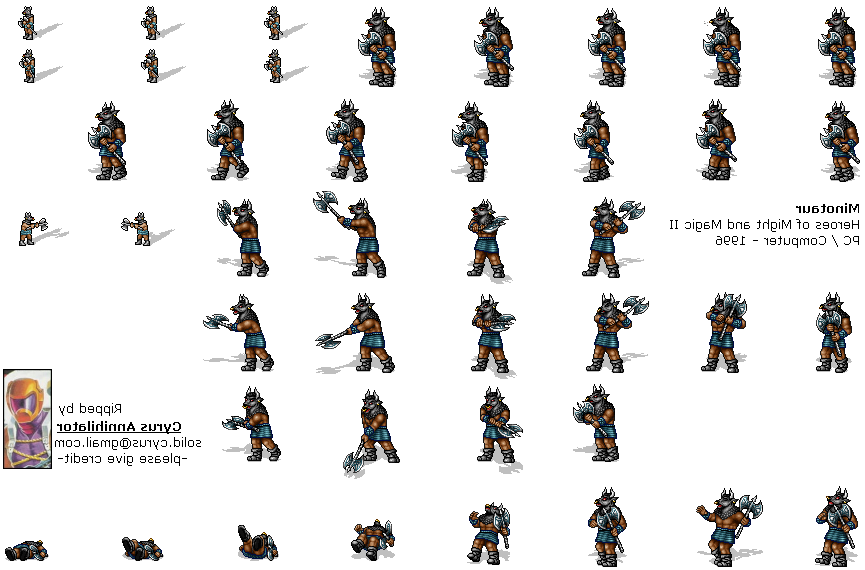 Minotaur
Heroes of Might and Magic II
PC / Computer - 1996
Ripped by
Cyrus Annihilator
solid.cyrus@gmail.com
-please give credit-